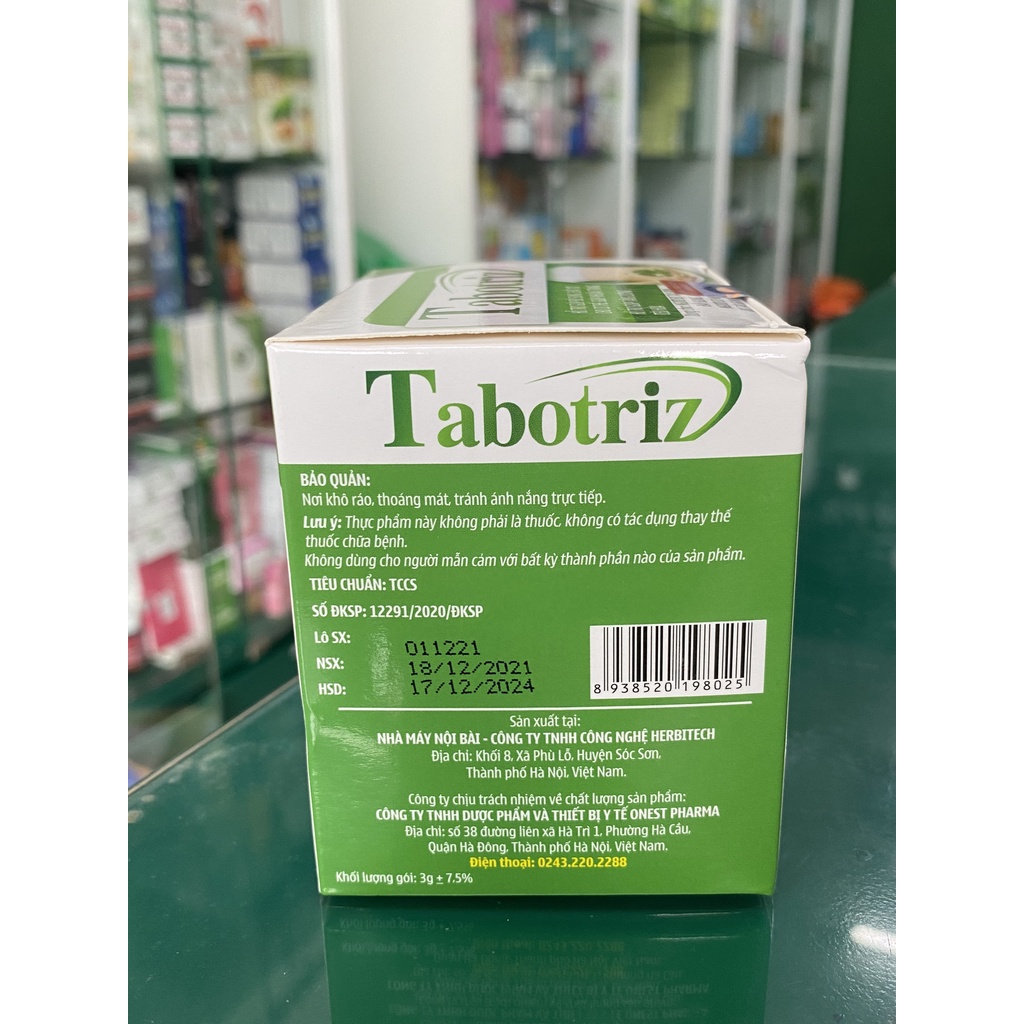 Tabotriz
Tabotriz
BẢO QUẢN:
Nơi khô ráo, thoáng mát, tránh ánh nắng trực tiếp.
Lưu ý: Thực phẩm này không phải là thuốc, không có tác dụng thay thế
thuốc chữa bệnh.
Không dùng cho người mẫn cảm với bất kỳ thành phần nào của sản phẩm.
TIÊU CHUẨN: TCCS
SỐ ĐKSP: 12291/2020/ĐKSP
Lô SX: 011221
NSX: 18/12/2021
HSD: 17/12/2024
8 938520 198025
Sản xuất tại:
NHÀ MÁY NỘI BÀI - CÔNG TY TNHH CÔNG NGHỆ HERBITECH
Địa chỉ: Khối 8, Xã Phù Lỗ, Huyện Sóc Sơn,
Thành phố Hà Nội, Việt Nam.
Công ty chịu trách nhiệm về chất lượng sản phẩm:
CÔNG TY TNHH DƯỢC PHẨM VÀ THIẾT BỊ Y TẾ ONEST PHARMA
Địa chỉ: số 38 đường liên xã Hà Trì 1, Phường Hà Cầu,
Quận Hà Đông, Thành phố Hà Nội, Việt Nam.
Điện thoại: 0243.220.2288
Khối lượng gói: 3g ± 7.5%